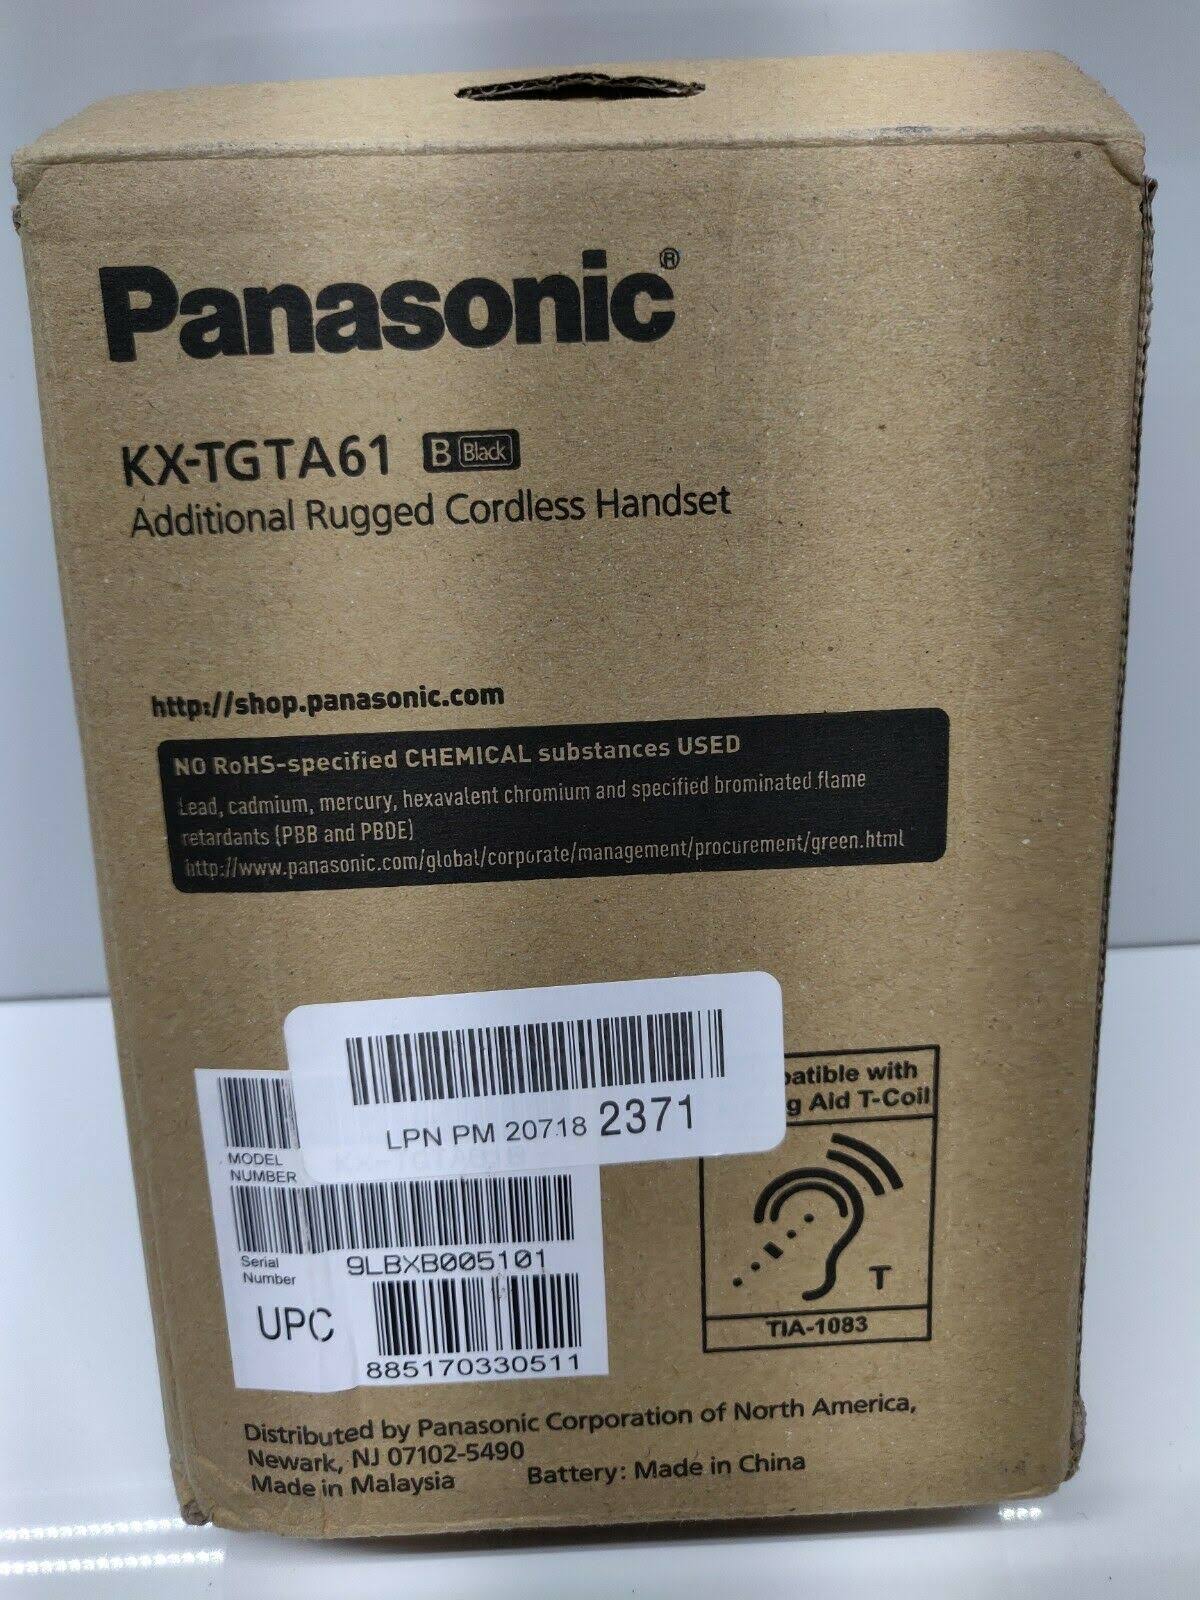 Panasonic®
KX-TGTA61 B Black
Additional Rugged Cordless Handset
http://shop.panasonic.com
NO RoHS-specified CHEMICAL substances USED
Lead, cadmium, mercury, hexavalent chromium and specified brominated flame
retardants (PBB and PBDE)
http://www.panasonic.com/global/corporate/management/procurement/green.html
LPN PM 20718 2371
MODEL
NUMBER
Serial
Number
9LBXB005101
UPC
885170330511
with
Aid T-Coil
T
TIA-1083
Distributed by Panasonic Corporation of North America,
Newark, NJ 07102-5490
Made in Malaysia Battery: Made in China